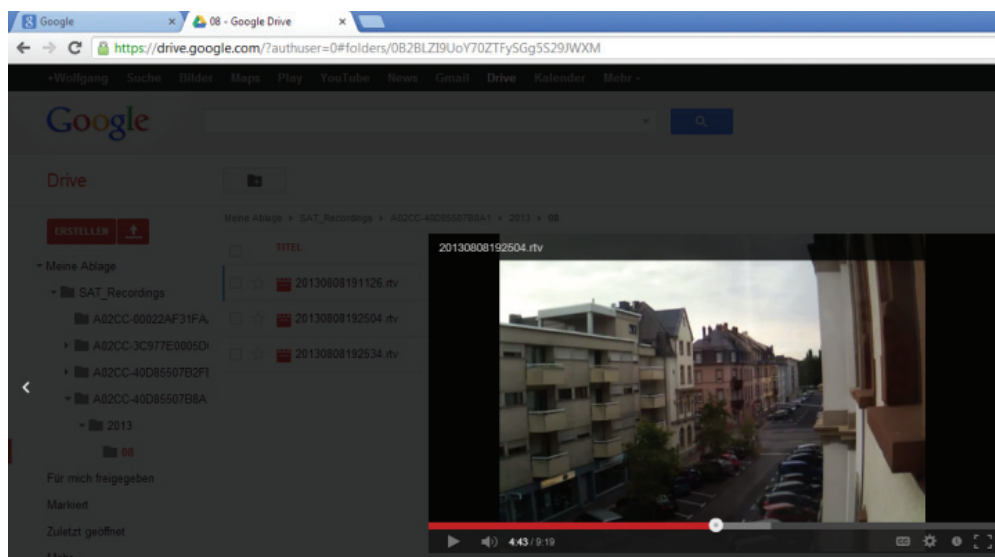 Google
08 - Google Drive
https://drive.google.com/?authuser=0#folders/0B2BLZI9UoY70ZTFySGg5S29JWXM
+Wolfgang Suche Bilder Maps Play YouTube News Gmail Drive Kalender Mehr
Google
Drive
Meine Ablage SAT_Recordings A02CC-40D85507B8A1 2013 08
ERSTELLEN
TITEL
20130808192504.rtv
Meine Ablage
20130808191126.rtv
SAT_Recordings
A02CC-00022AF31FA
20130808192504.rtv
A02CC-3C977E0005D
20130808192534.rtv
A02CC-40D85507B2F
A02CC-40D85507B8A
2013
08
Für mich freigegeben
Markiert
Zuletzt geöffnet
4:43 / 9:19